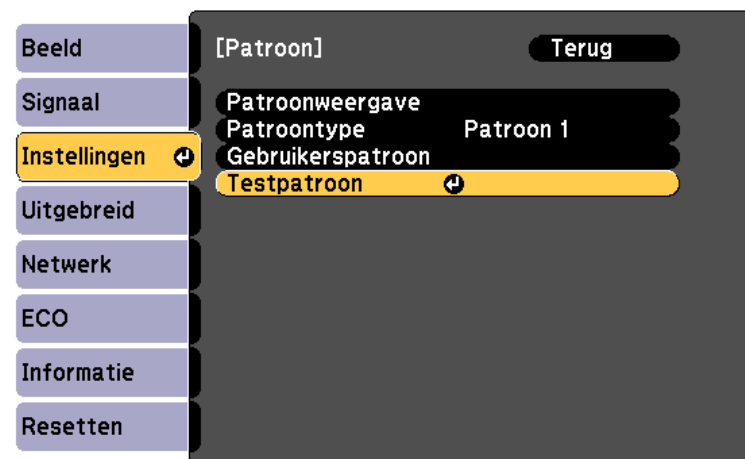 Beeld
Signaal
Instellingen
Uitgebreid
Netwerk
ECO
Informatie
Resetten
[Patroon] Terug
Patroonweergave
Patroontype Patroon 1
Gebruikerspatroon
Testpatroon